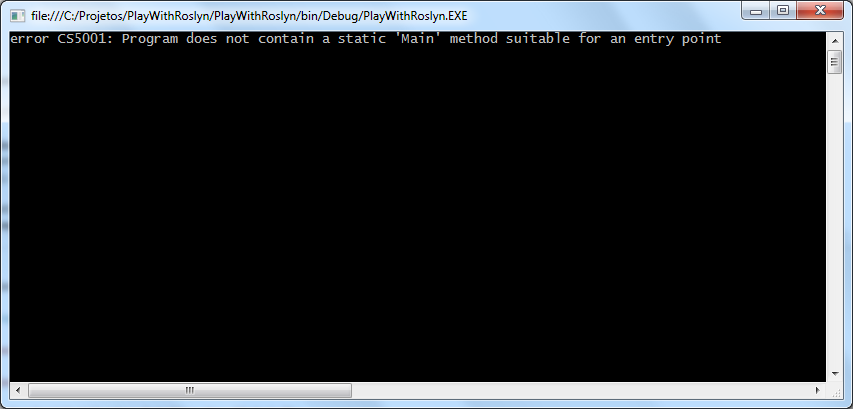 file:///C:/Projetos/PlayWithRoslyn/PlayWithRoslyn/bin/Debug/PlayWithRoslyn.EXE
error CS5001: Program does not contain a static 'Main' method suitable for an entry point